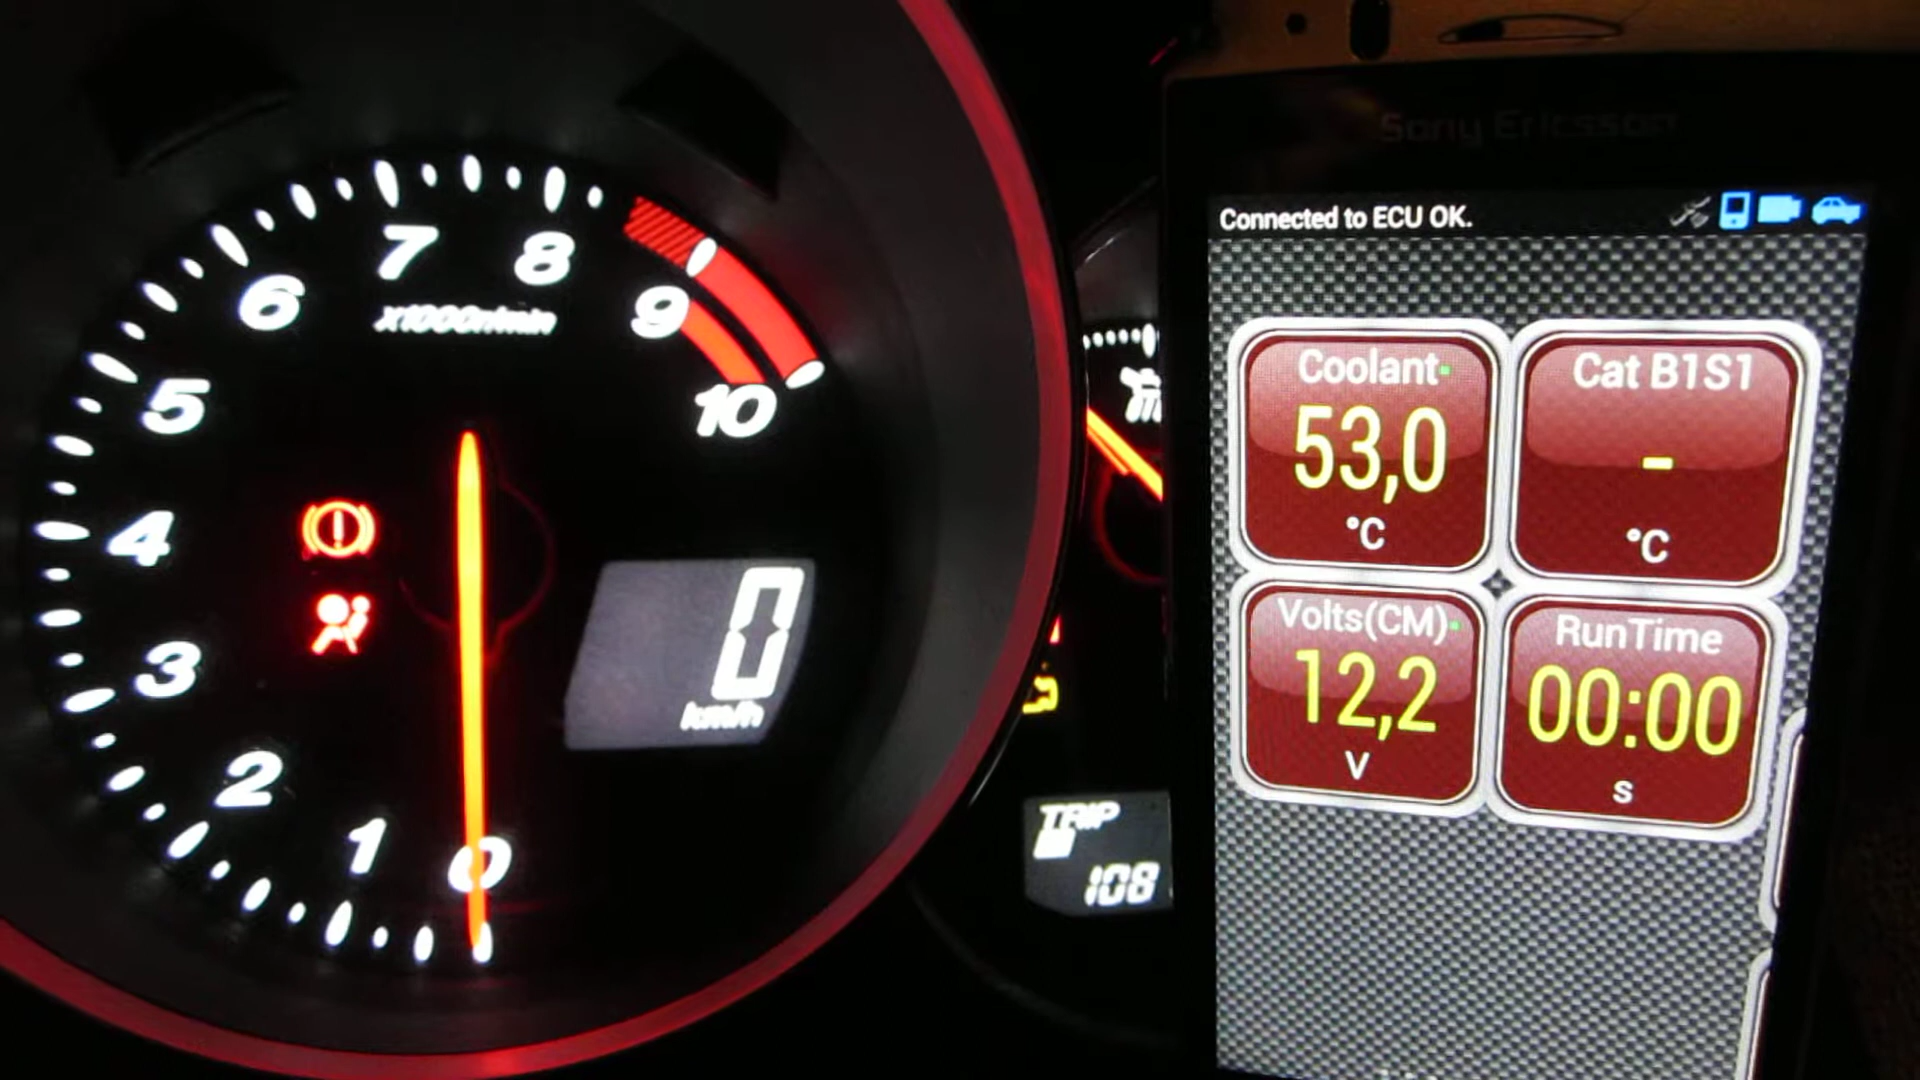 7
8
6
9
x1000r/min
5
10
4
3
0
km/h
2
1
0
TRIP
108
Sony Ericsson
Connected to ECU OK.
Coolant
53,0
°C
Cat B1S1
-
°C
Volts(CM)
12,2
V
RunTime
00:00
s